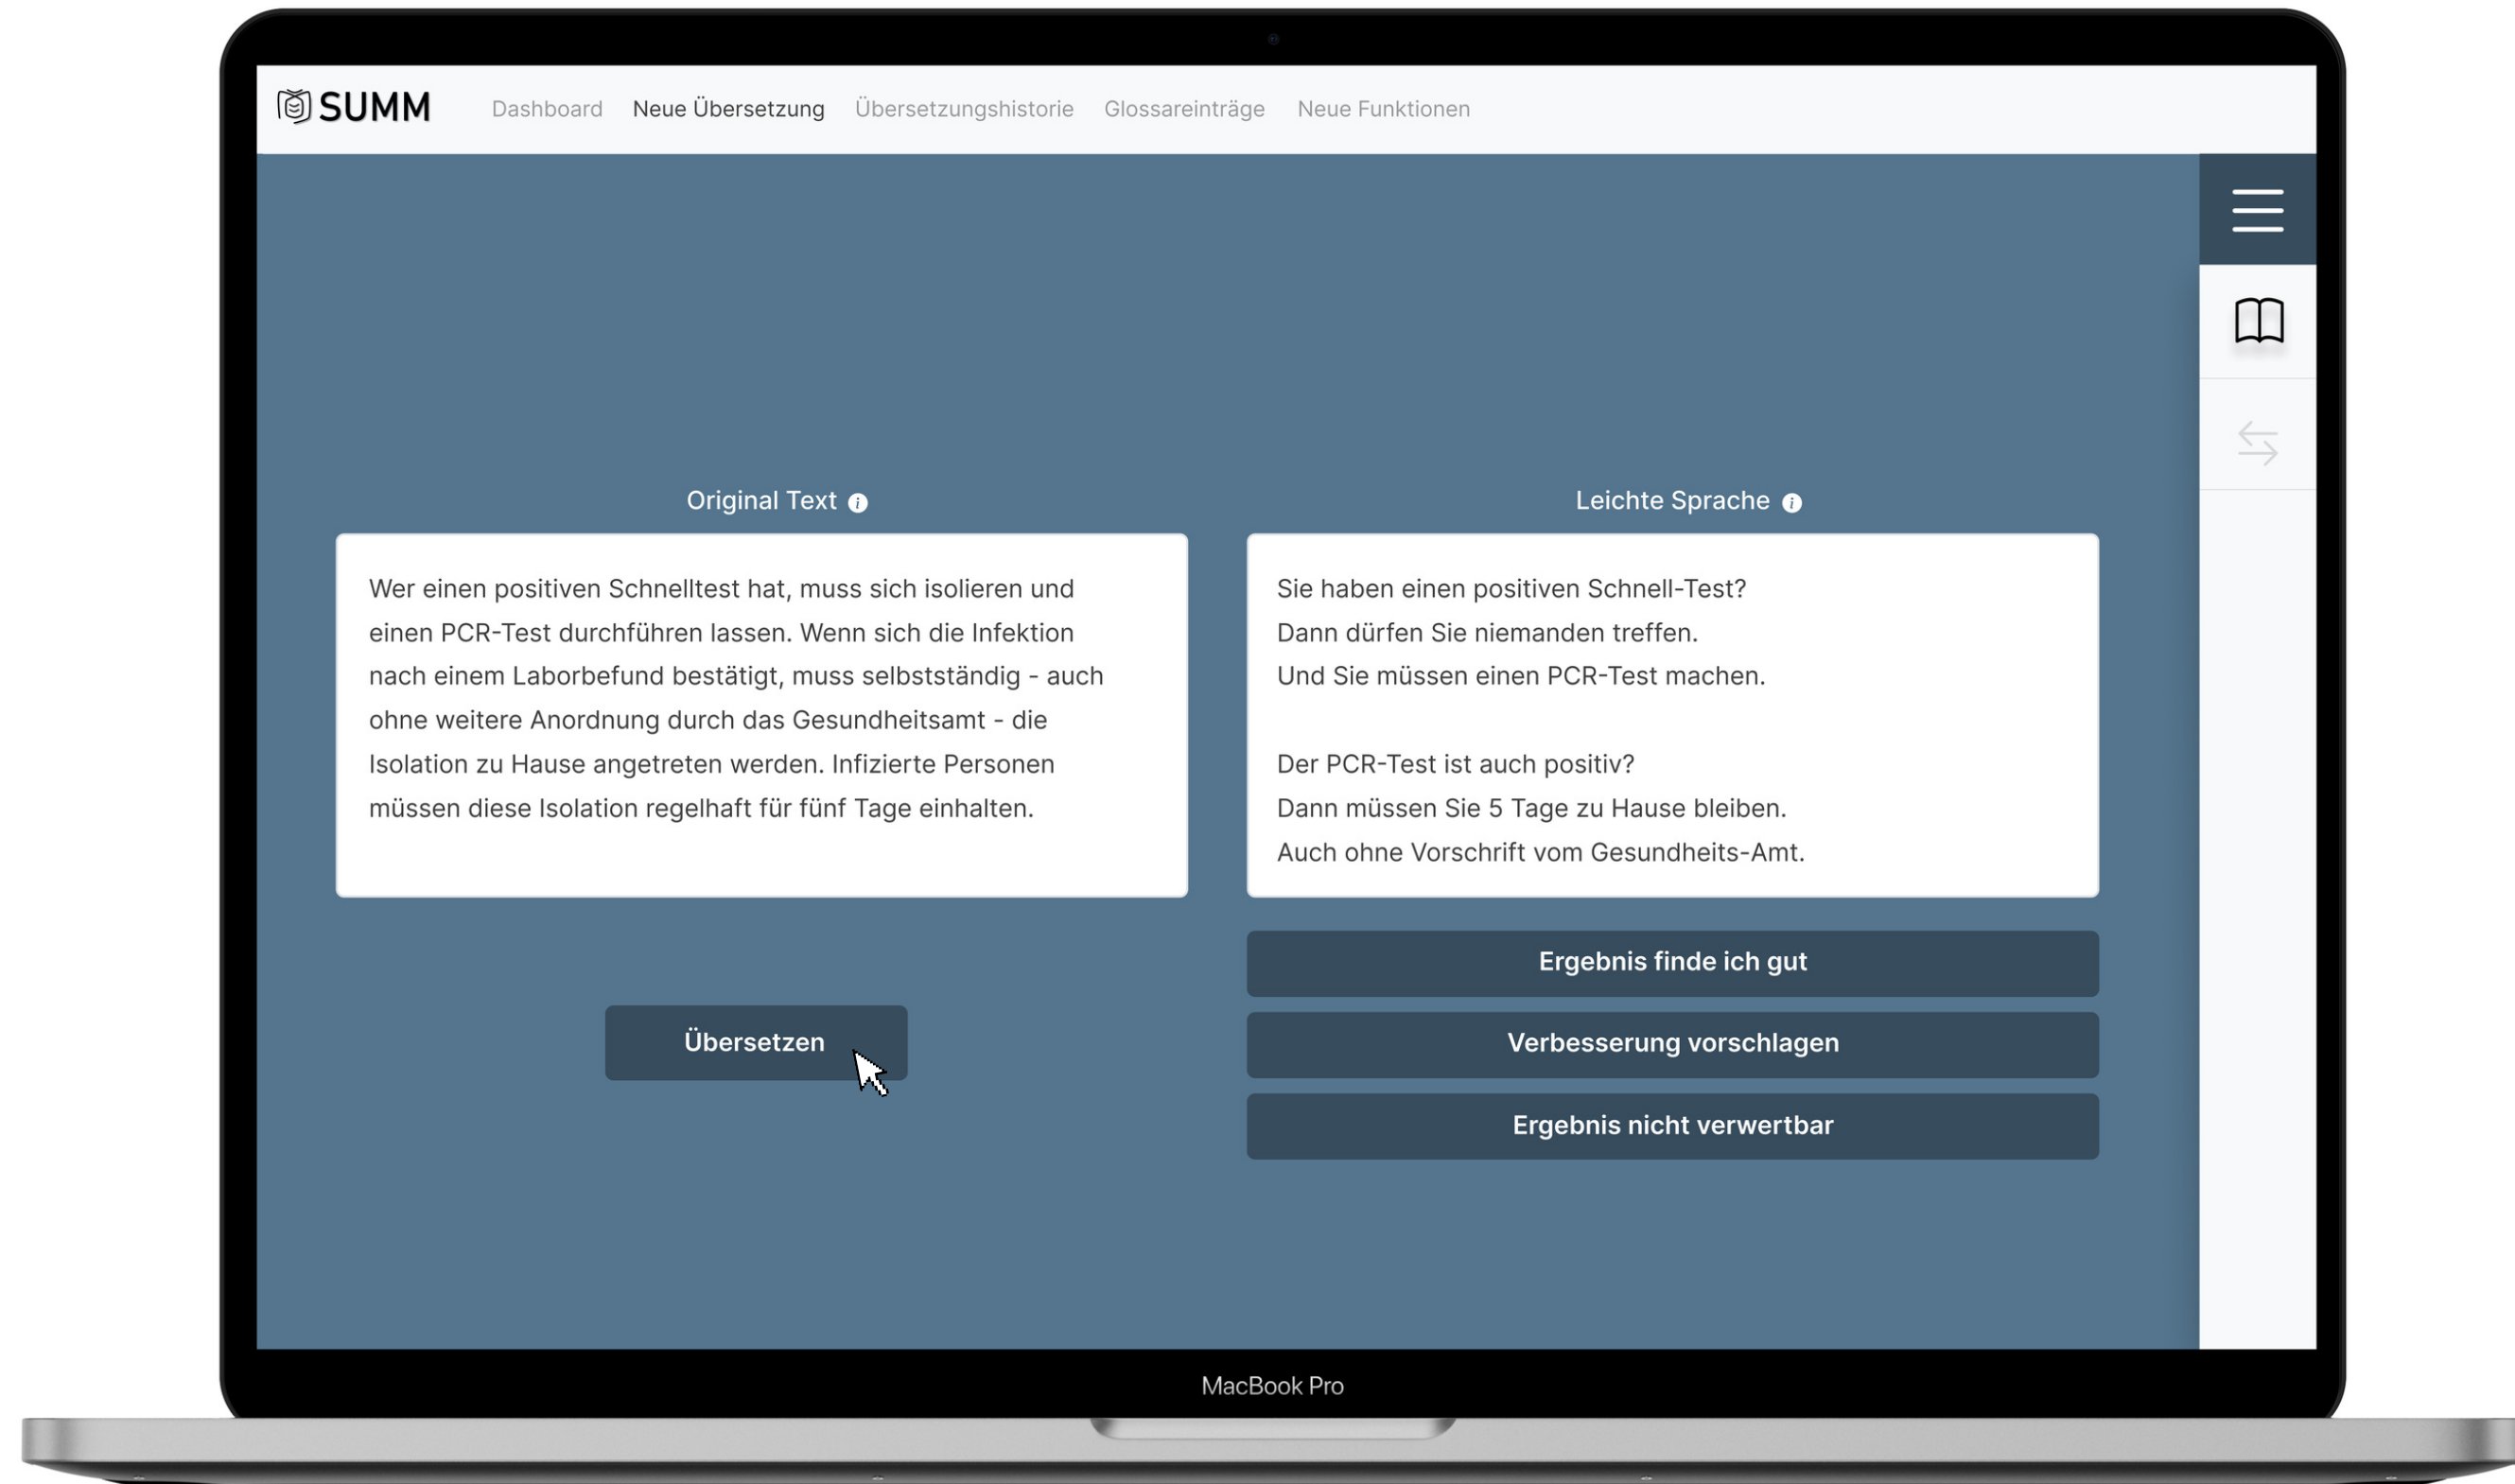 SUMM
Dashboard
Neue Übersetzung
Übersetzungshistorie
Glossareinträge
Neue Funktionen
Original Text
Wer einen positiven Schnelltest hat, muss sich isolieren und
einen PCR-Test durchführen lassen. Wenn sich die Infektion
nach einem Laborbefund bestätigt, muss selbstständig - auch
ohne weitere Anordnung durch das Gesundheitsamt - die
Isolation zu Hause angetreten werden. Infizierte Personen
müssen diese Isolation regelhaft für fünf Tage einhalten.
Übersetzen
Leichte Sprache
Sie haben einen positiven Schnell-Test?
Dann dürfen Sie niemanden treffen.
Und Sie müssen einen PCR-Test machen.
Der PCR-Test ist auch positiv?
Dann müssen Sie 5 Tage zu Hause bleiben.
Auch ohne Vorschrift vom Gesundheits-Amt.
Ergebnis finde ich gut
Verbesserung vorschlagen
Ergebnis nicht verwertbar
MacBook Pro